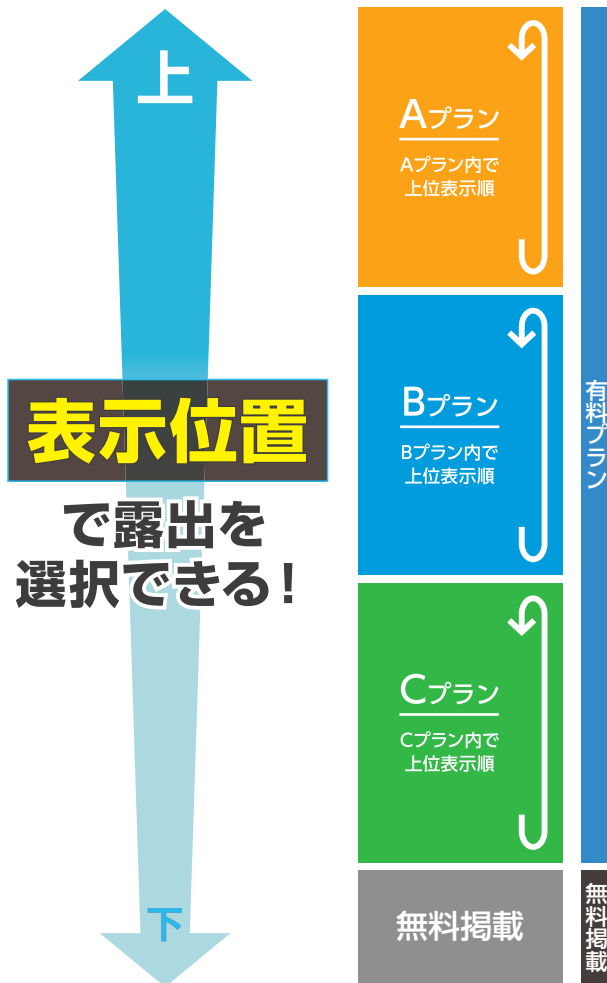 上
表示位置
で露出を
選択できる！
下
Aプラン
Aプラン内で
上位表示順
Bプラン
Bプラン内で
上位表示順
Cプラン
Cプラン内で
上位表示順
無料掲載
有料プラン
無料掲載